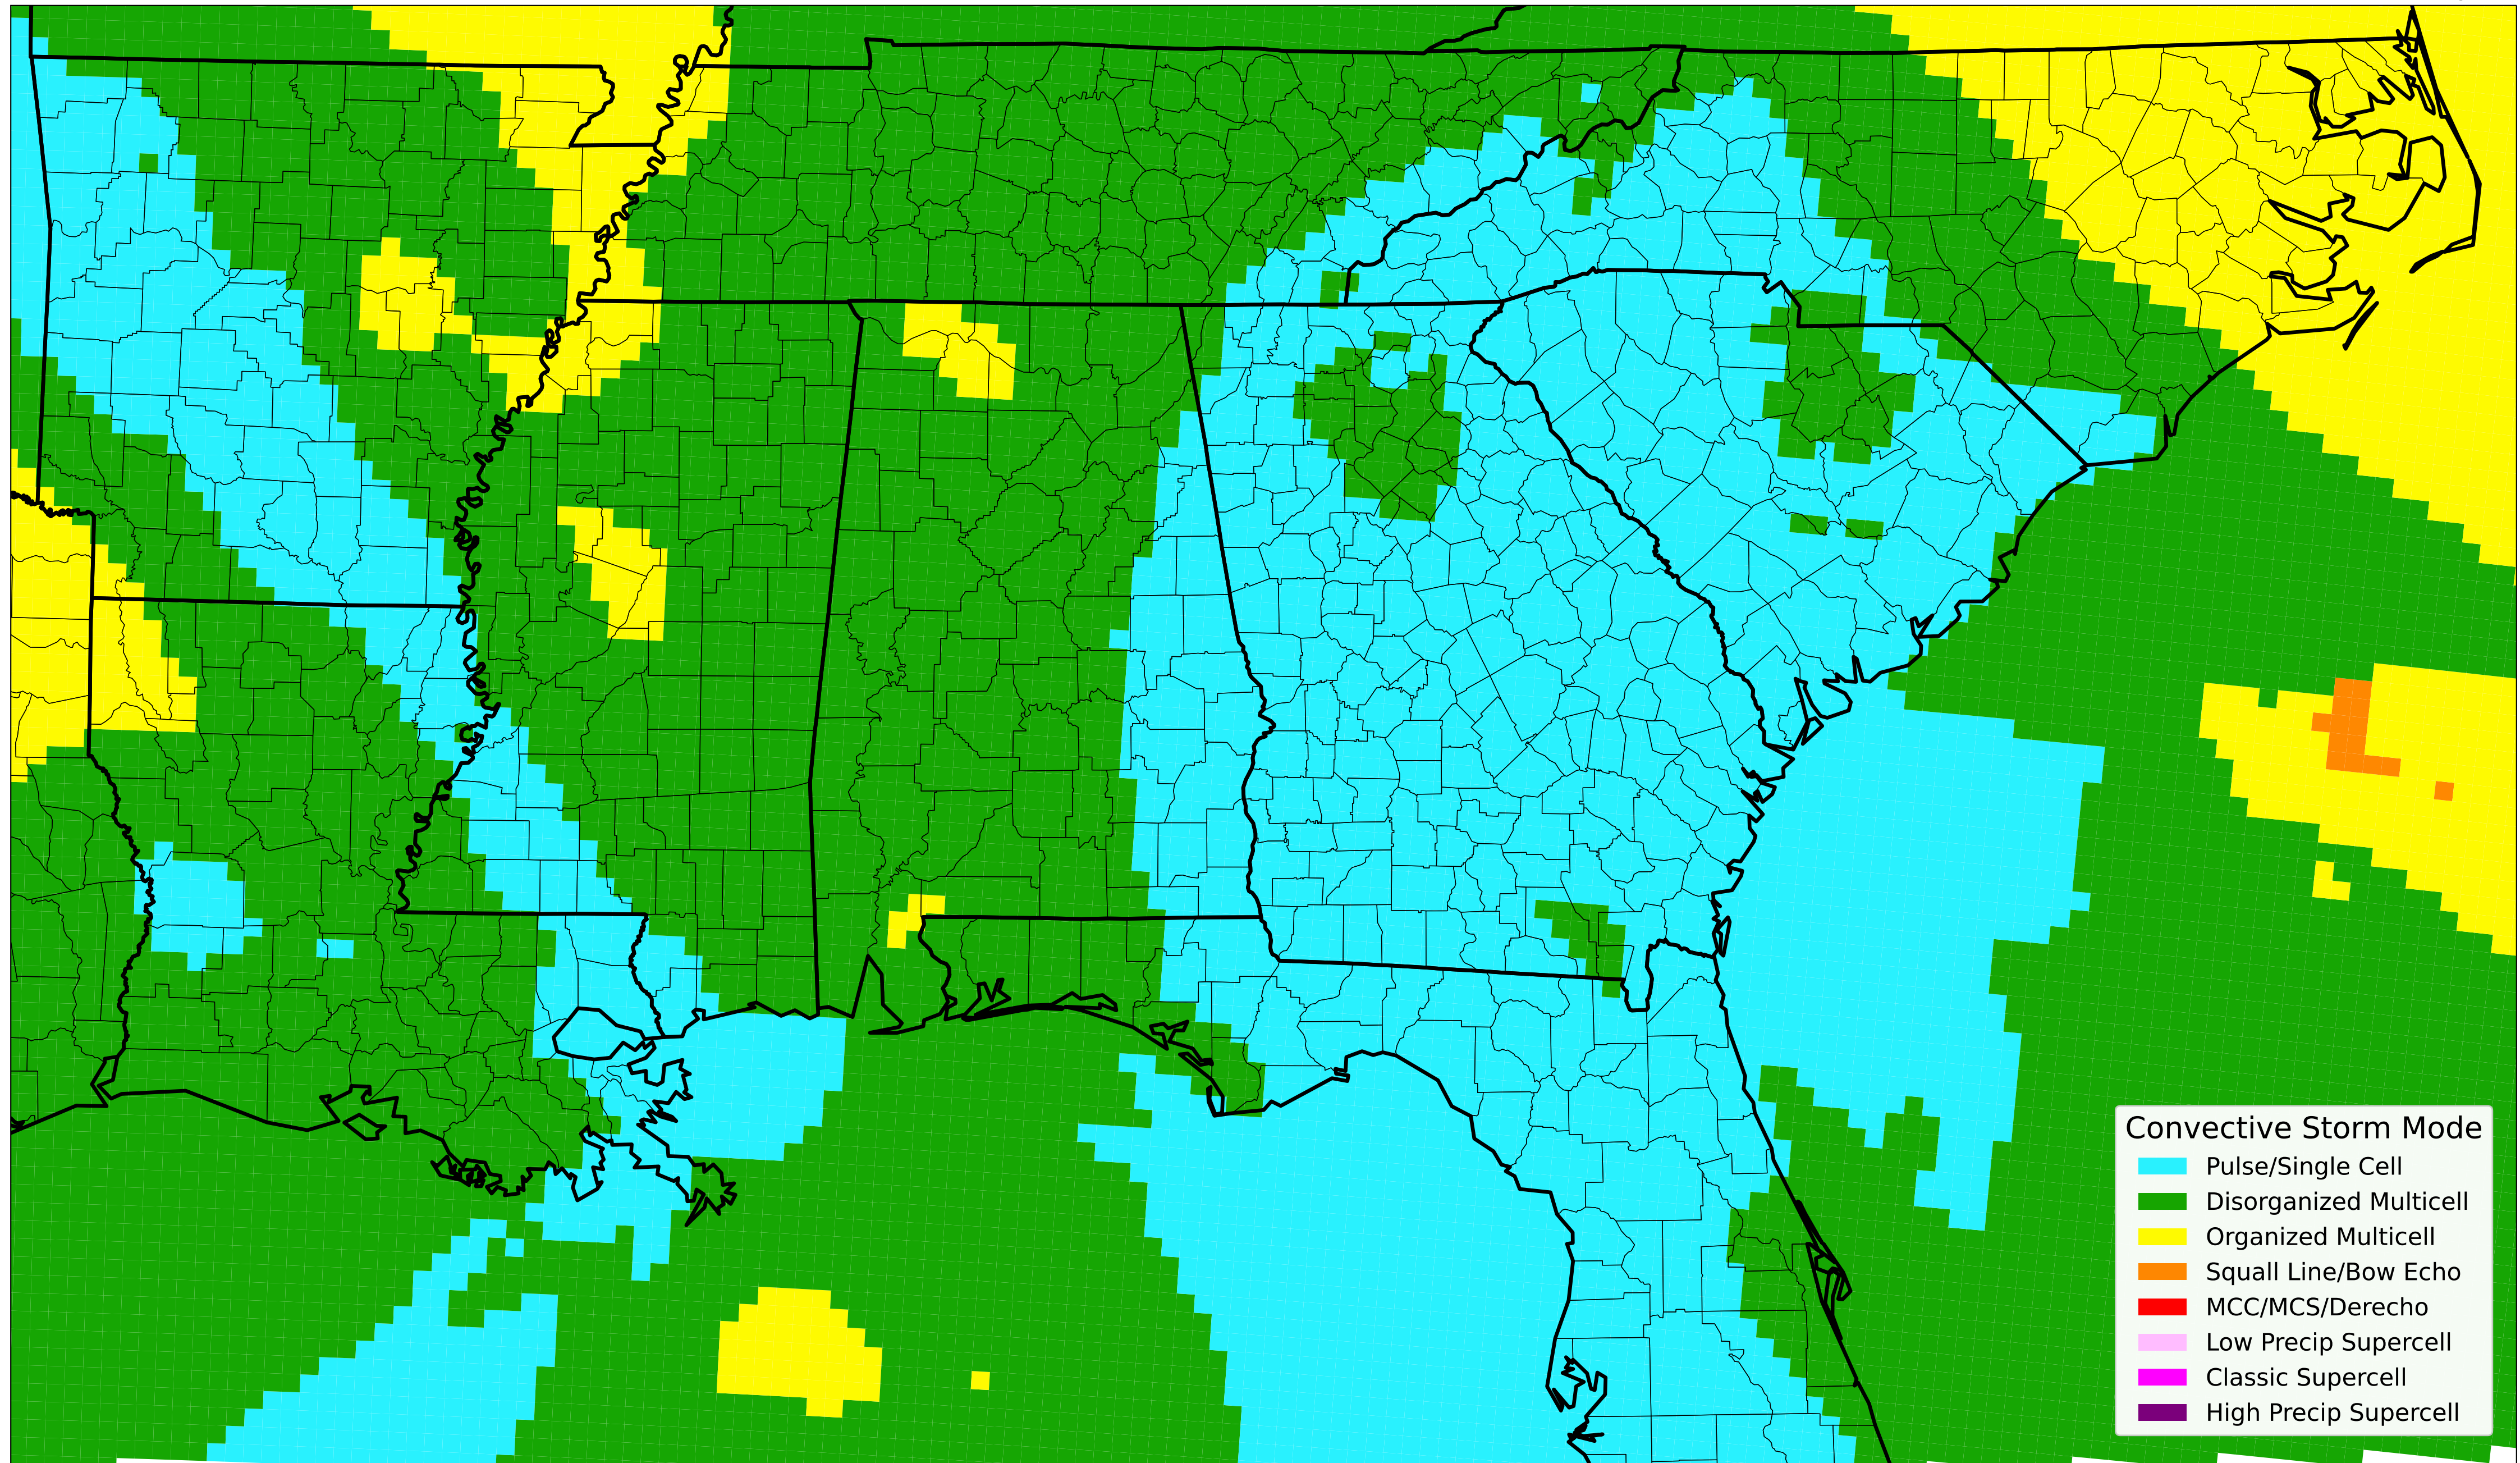 Convective Storm Mode
Pulse/Single Cell
Disorganized Multicell
Organized Multicell
Squall Line/Bow Echo
MCC/MCS/Derecho
Low Precip Supercell
Classic Supercell
High Precip Supercell